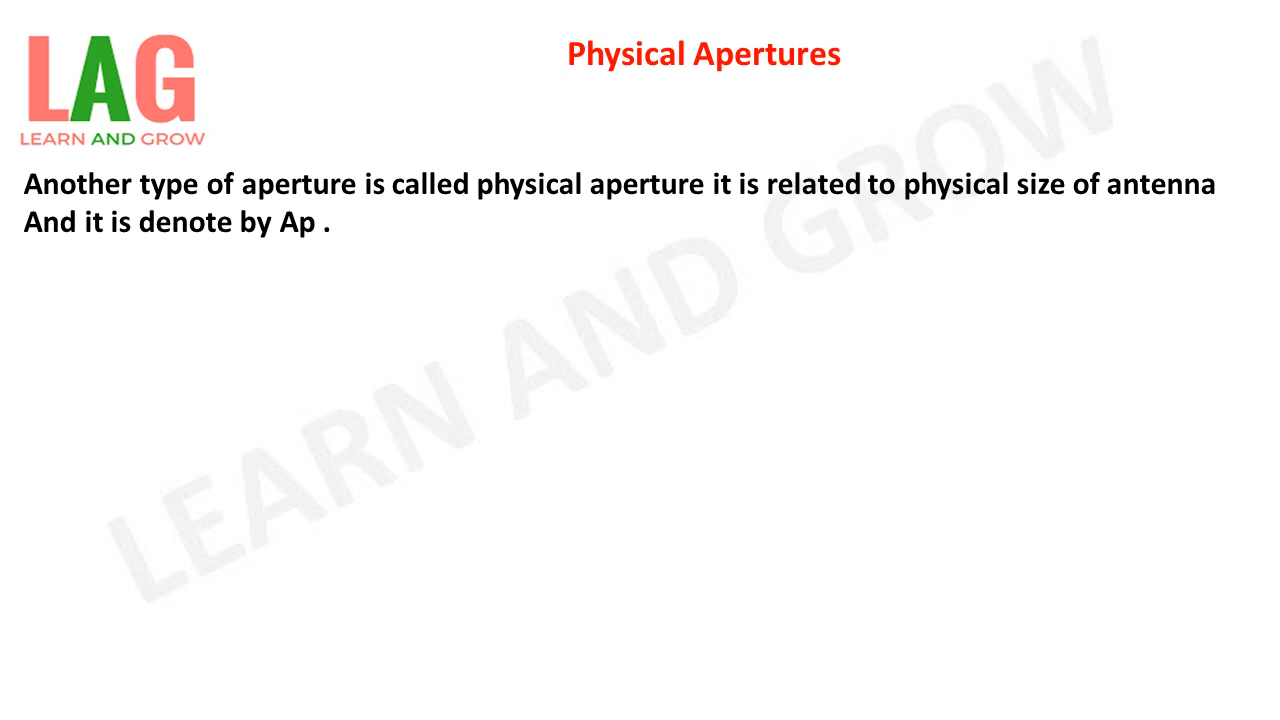 LAG
LEARN AND GROW
Physical Apertures
Another type of aperture is called physical aperture it is related to physical size of antenna
And it is denote by Ap .
LEARN AND GROW